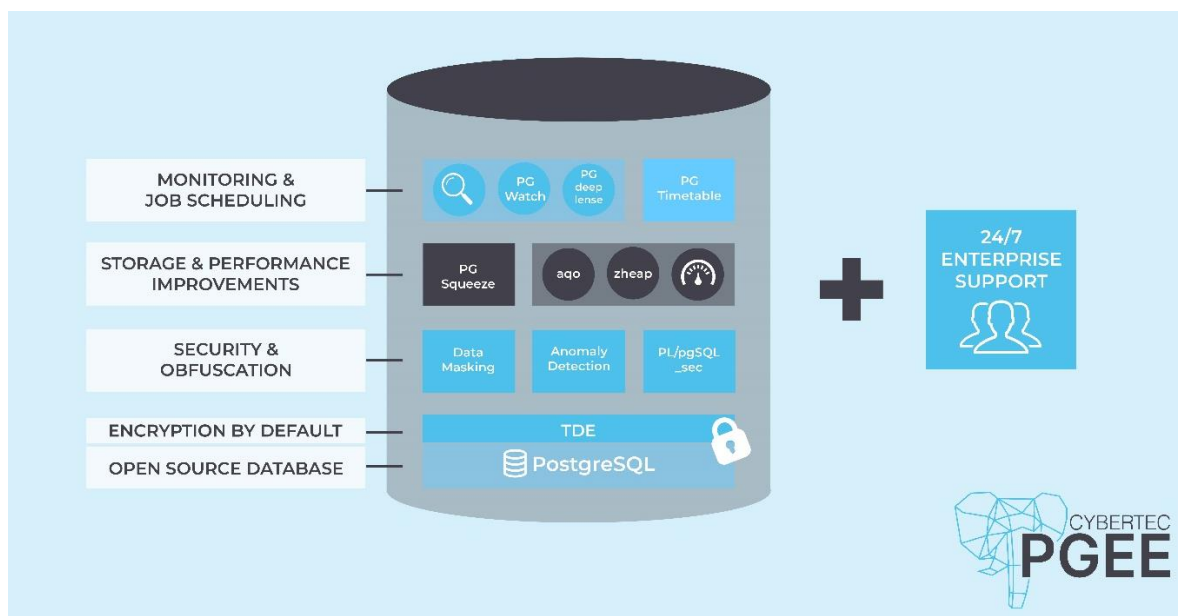 MONITORING &
JOB SCHEDULING
PG
Watch
PG
deep
lense
PG
Timetable
STORAGE & PERFORMANCE
IMPROVEMENTS
PG
Squeeze
aqo
zheap
SECURITY &
OBFUSCATION
Data
Masking
Anomaly
Detection
PL/pgSQL
_sec
ENCRYPTION BY DEFAULT
TDE
OPEN SOURCE DATABASE
PostgreSQL
24/7
ENTERPRISE
SUPPORT
CYBERTEC
PGEE